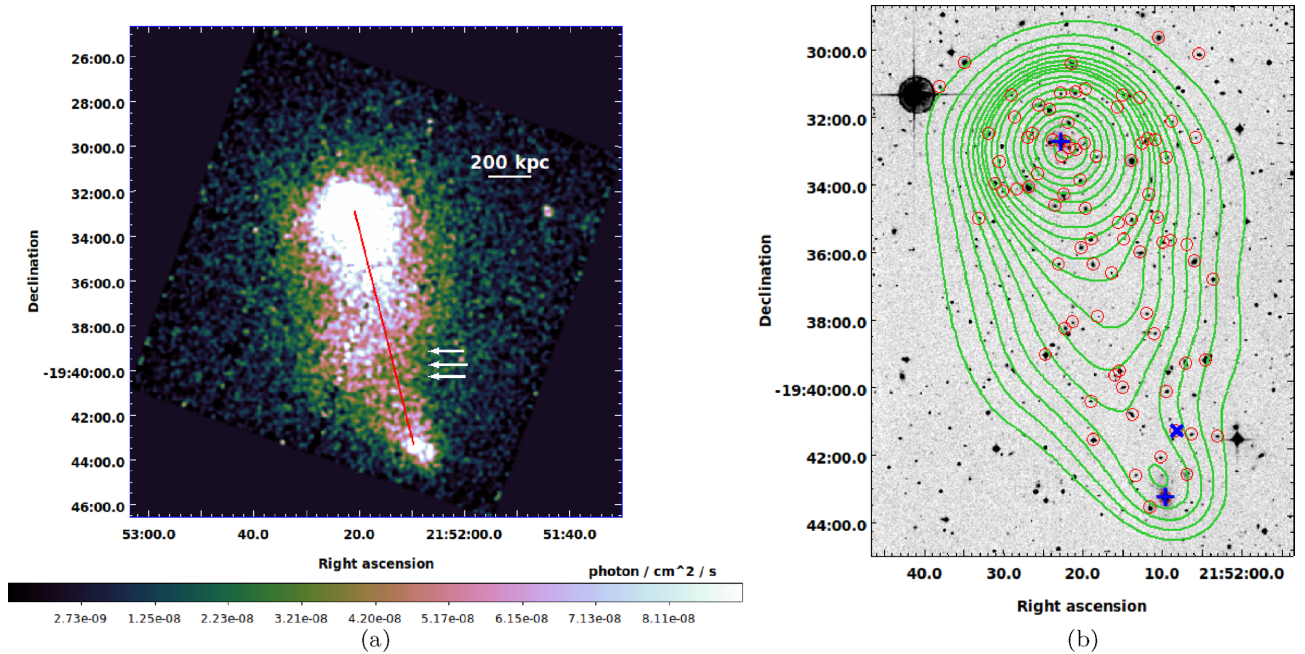 26:00.0
28:00.0
30:00.0
32:00.0
34:00.0
36:00.0
38:00.0
-19:40:00.0
42:00.0
44:00.0
46:00.0
Declination
200 kpc
53:00.0 40.0 20.0 21:52:00.0 51:40.0
Right ascension
photon / cm^2 / s
2.73e-09 1.25e-08 2.23e-08 3.21e-08 4.20e-08 5.17e-08 6.15e-08 7.13e-08 8.11e-08
(a)
30:00.0
32:00.0
34:00.0
36:00.0
38:00.0
-19:40:00.0
42:00.0
44:00.0
Declination
40.0 30.0 20.0 10.0 21:52:00.0
Right ascension
(b)